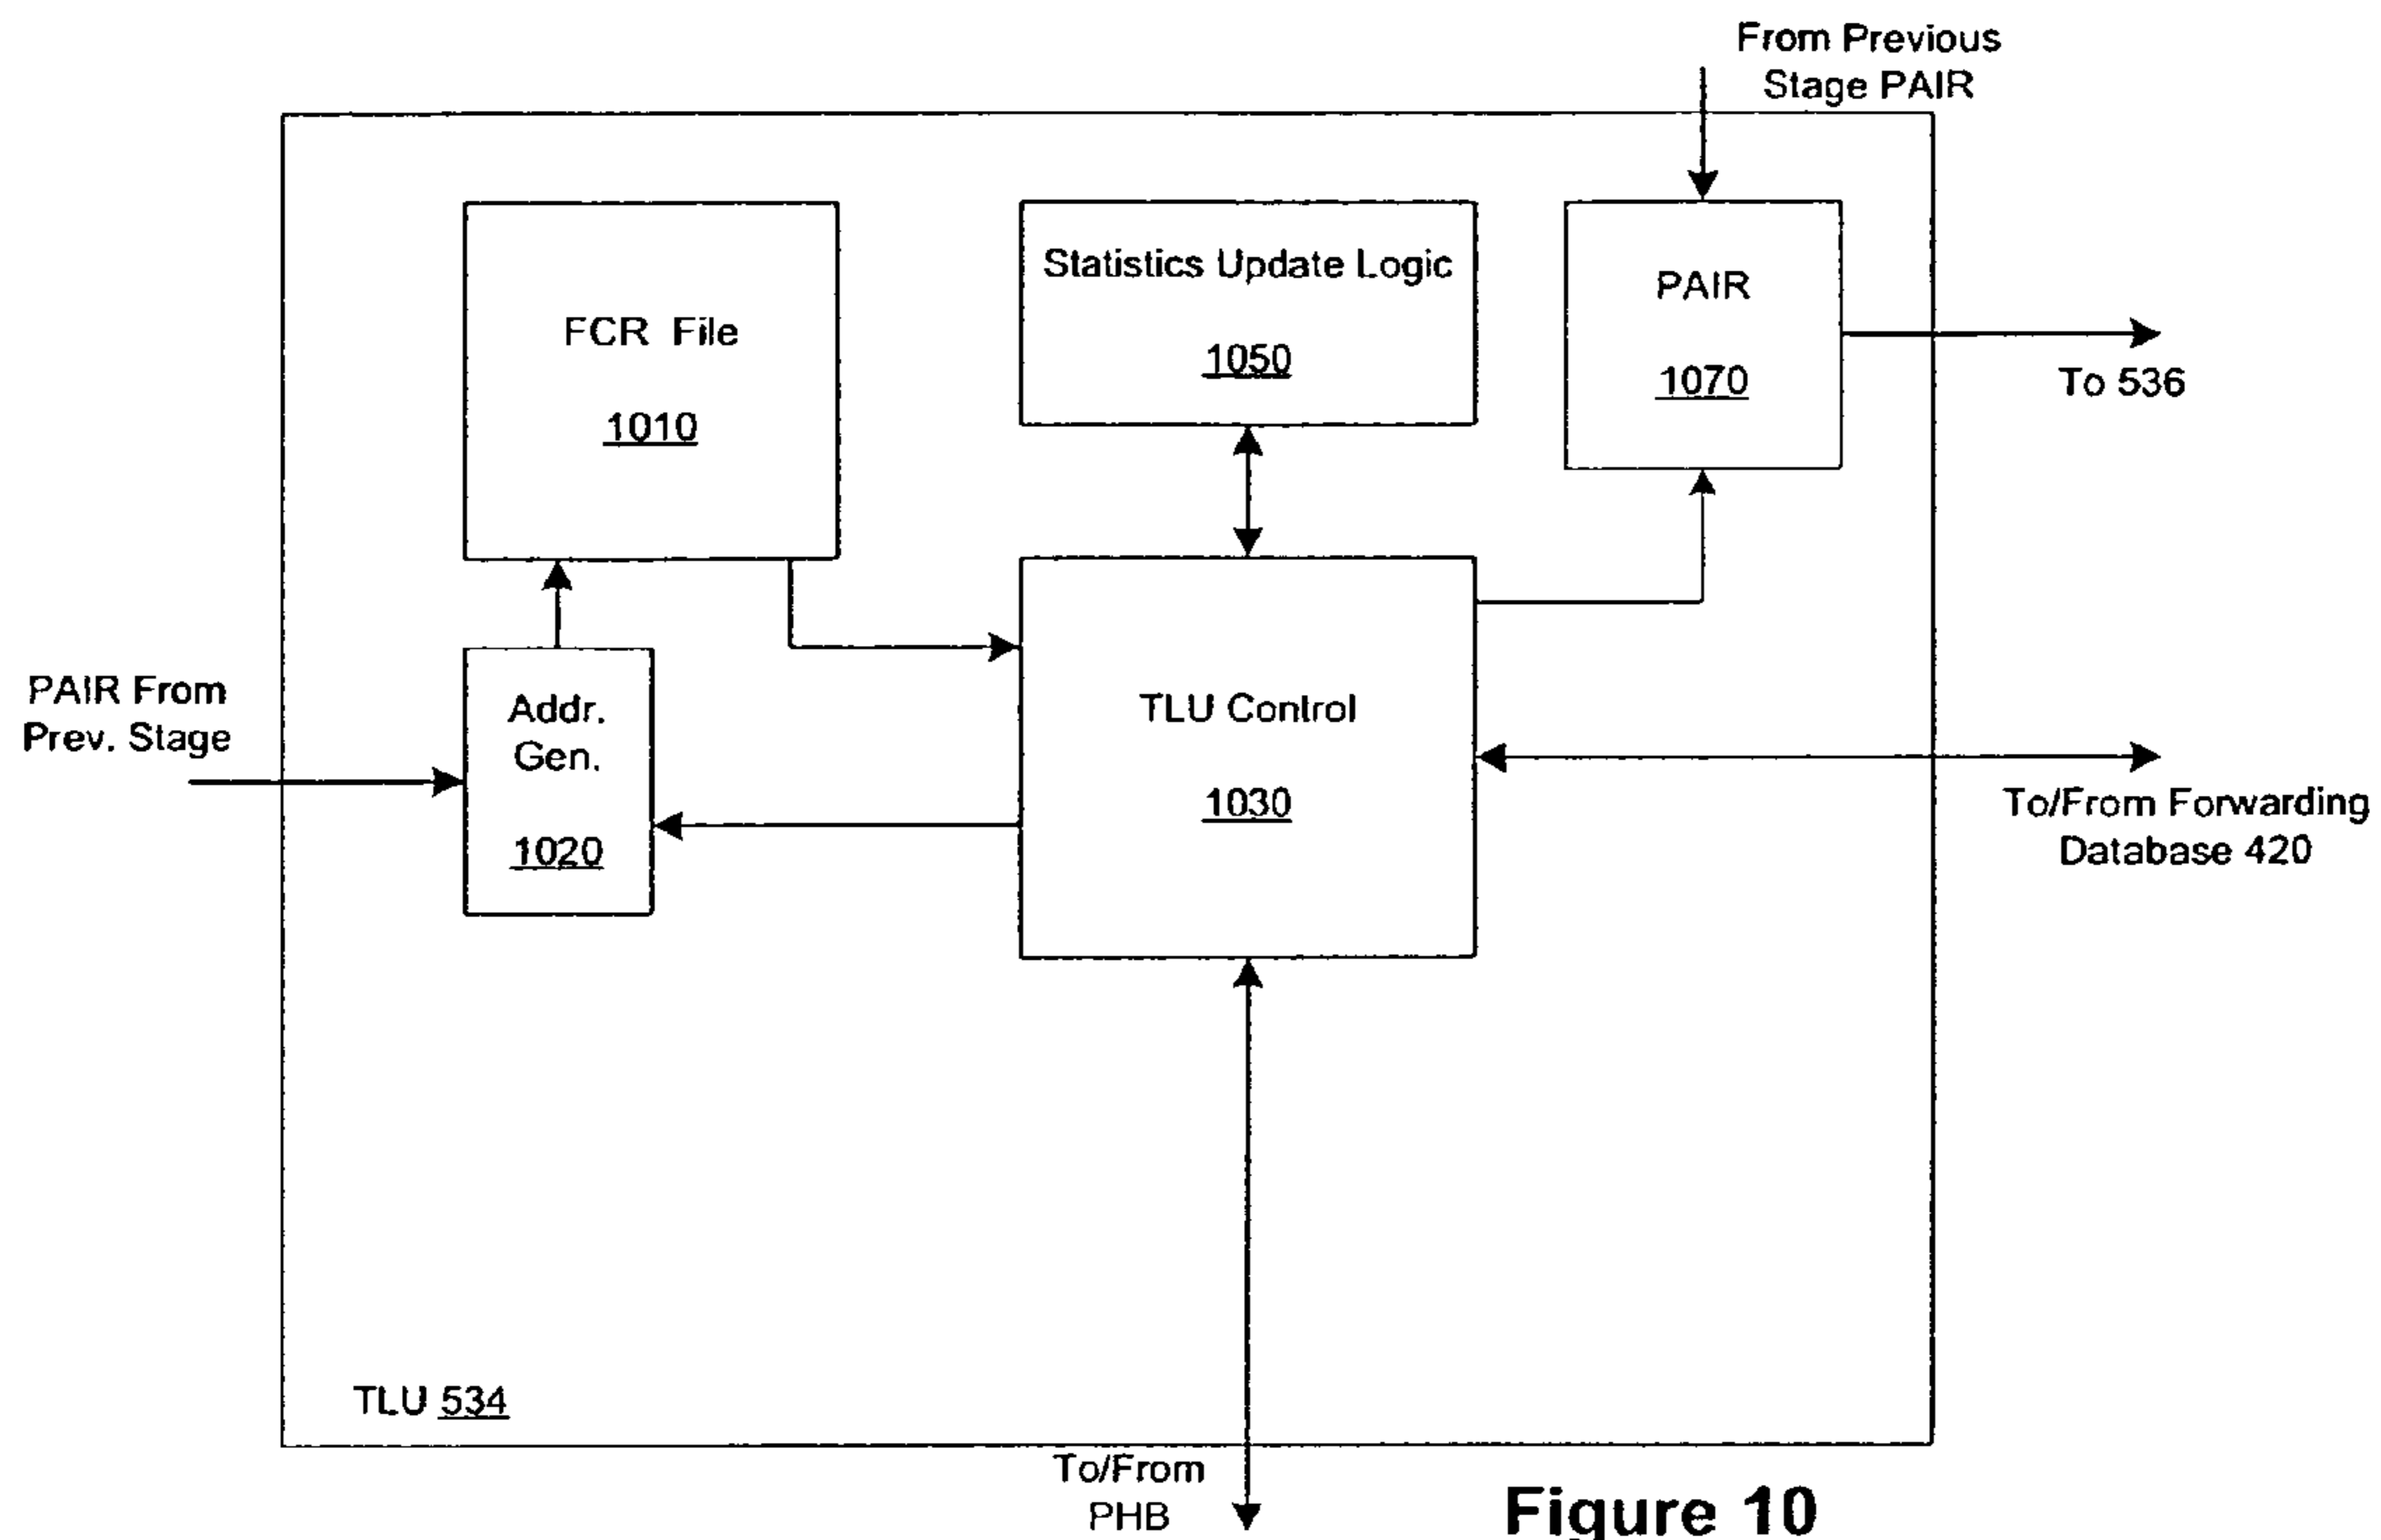 From Previous
Stage PAIR
FCR File
1010
Statistics Update Logic
1050
PAIR
1070
To 536
PAIR From
Prev. Stage
Addr.
Gen.
1020
TLU Control
1030
To/From Forwarding
Database 420
TLU 534
To/From
PHB
Figure 10